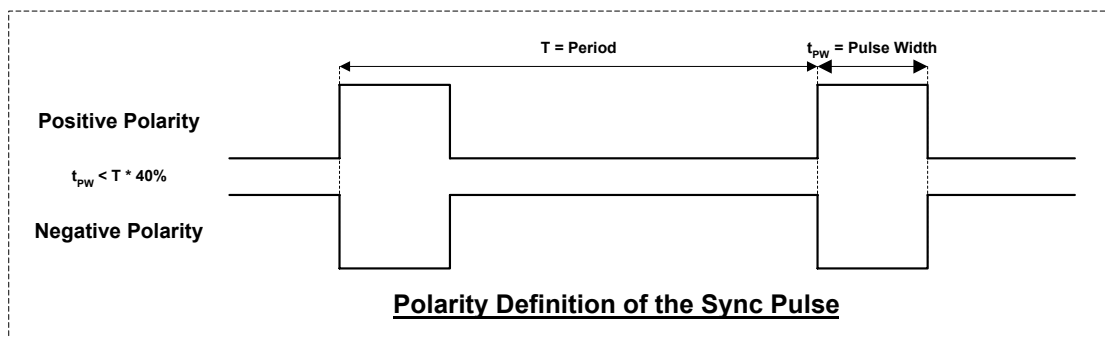 T = Period
tPW = Pulse Width
Positive Polarity
tPW < T * 40%
Negative Polarity
Polarity Definition of the Sync Pulse